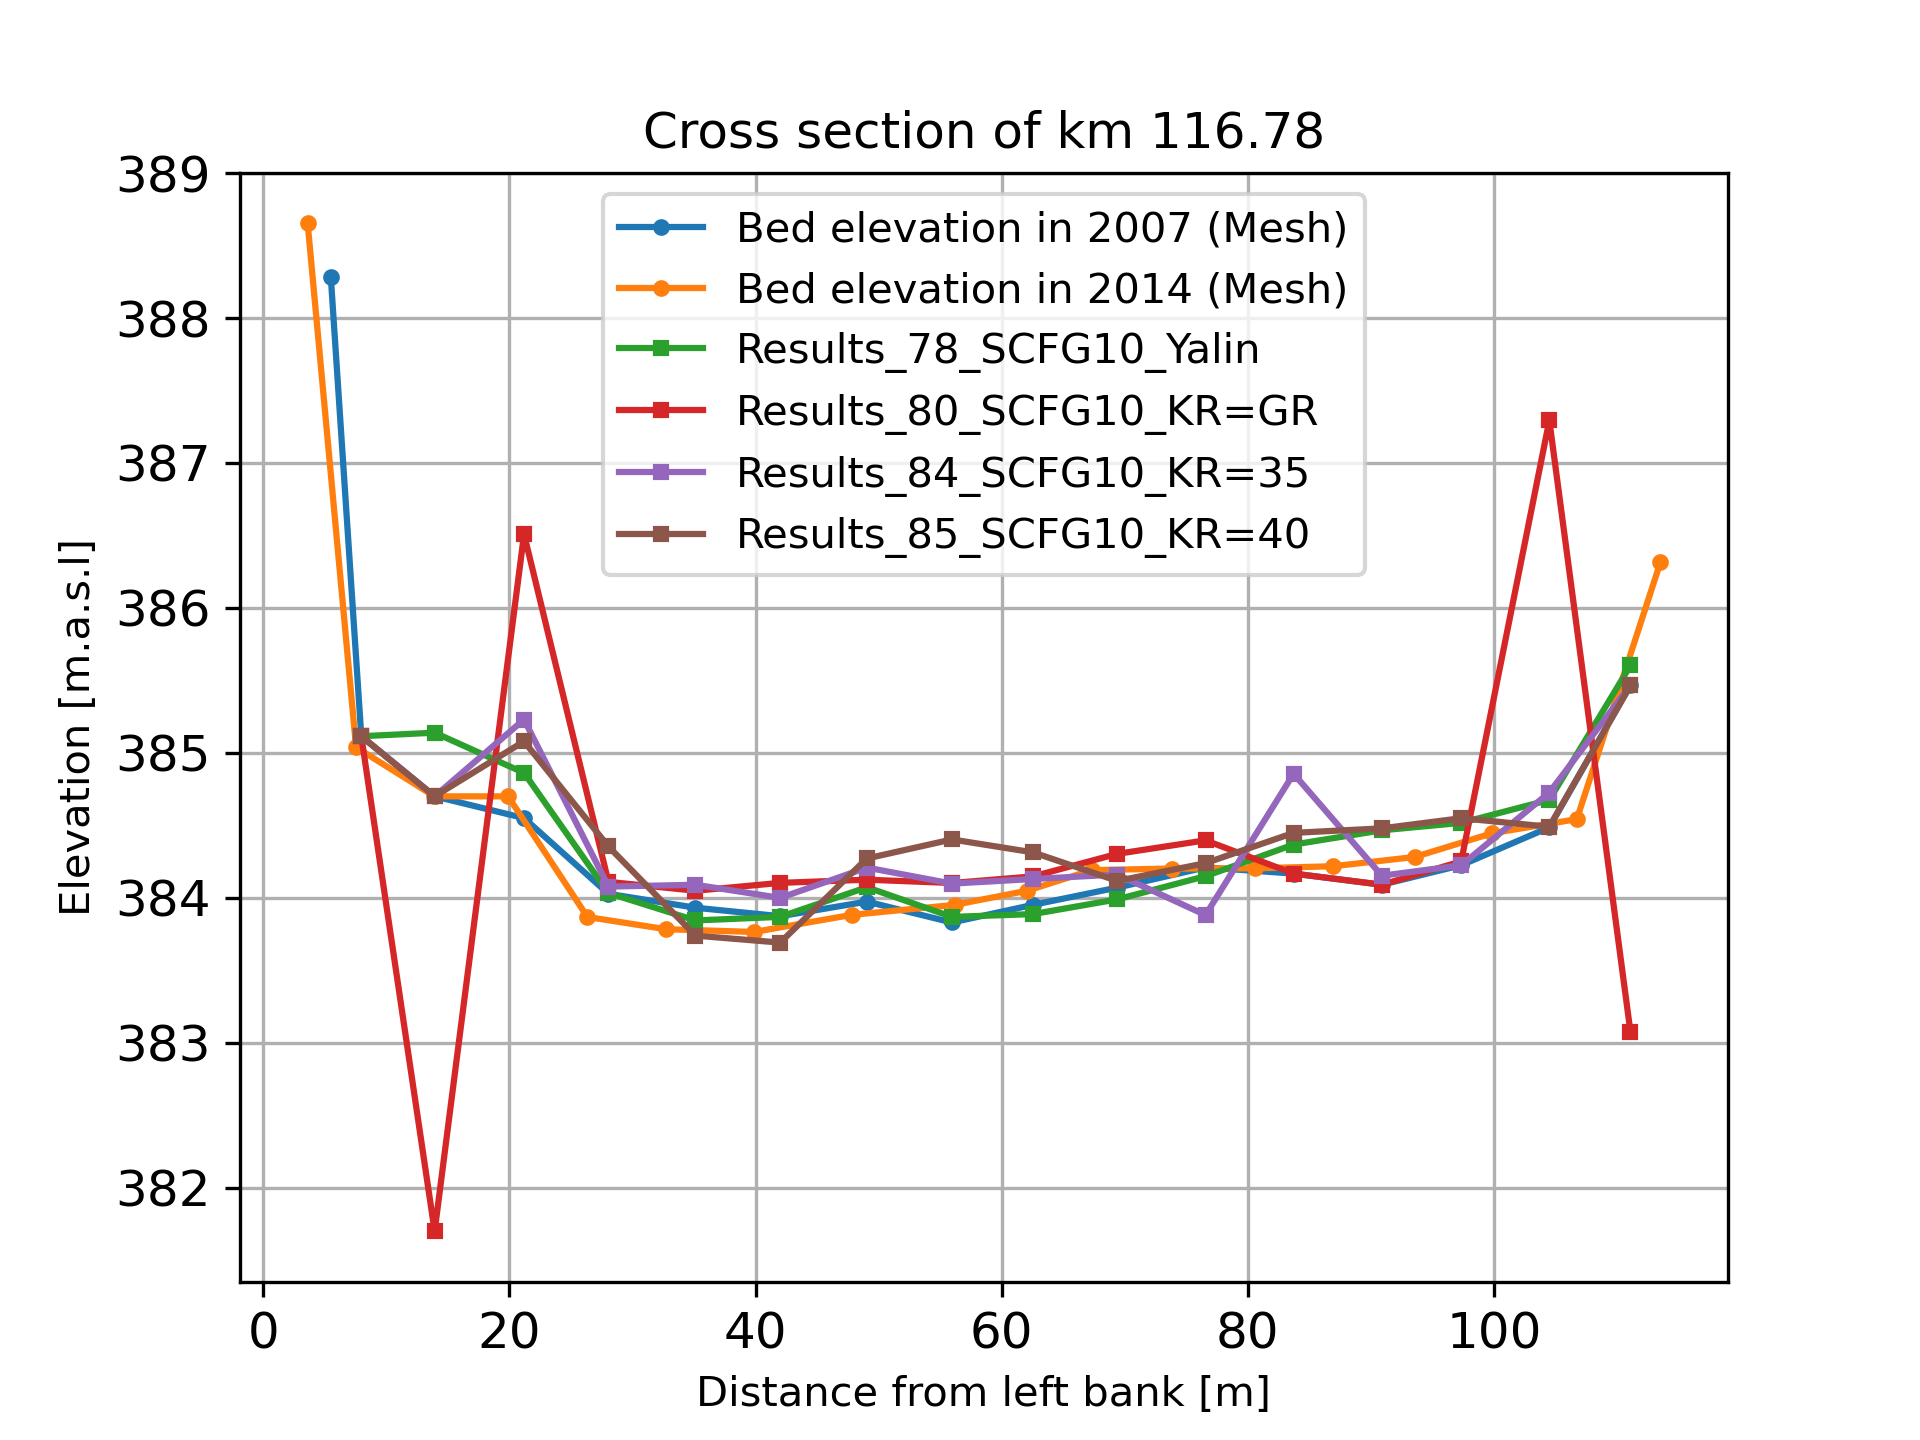 Cross section of km 116.78
389
388
387
386
385
384
383
382
Elevation [m.a.s.l]
Bed elevation in 2007 (Mesh)
Bed elevation in 2014 (Mesh)
Results_78_SCFG10_Yalin
Results_80_SCFG10_KR=GR
Results_84_SCFG10_KR=35
Results_85_SCFG10_KR=40
0 20 40 60 80 100
Distance from left bank [m]